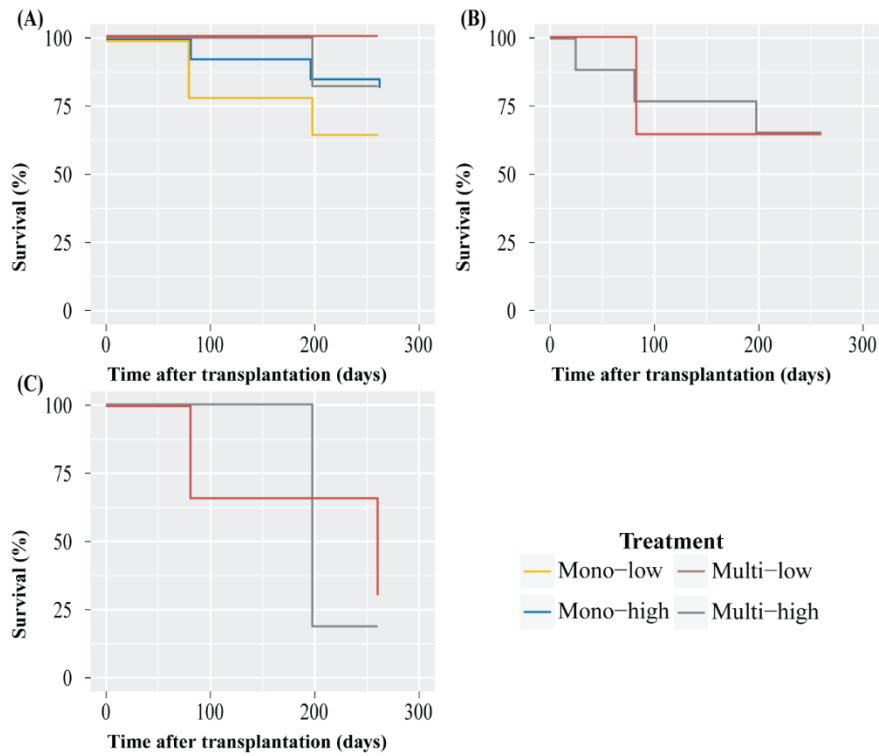 (A)
100
75
50
25
0
Survival (%)
0 100 200 300
Time after transplantation (days)
(B)
100
75
50
25
0
Survival (%)
0 100 200 300
Time after transplantation (days)
(C)
100
75
50
25
0
Survival (%)
0 100 200 300
Time after transplantation (days)
Treatment
Mono−low Multi−low
Mono−high Multi−high